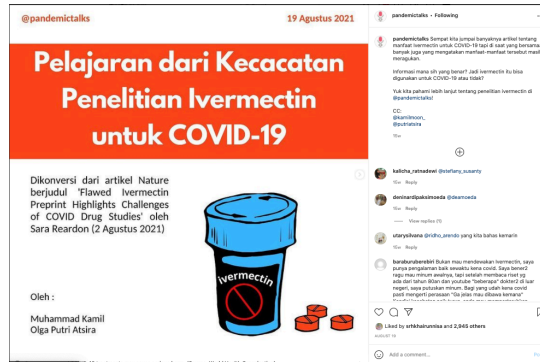 @pandemictalks
19 Agustus 2021
Pelajaran dari Kecacatan
Penelitian Ivermectin
untuk COVID-19
Dikonversi dari artikel Nature
berjudul 'Flawed Ivermectin
Preprint Highlights Challenges
of COVID Drug Studies' oleh
Sara Reardon (2 Agustus 2021)
ivermectin
Oleh :
Muhammad Kamil
Olga Putri Atsira
pandemictalks • Following
pandemictalks Sempat kita jumpai banyaknya artikel tentang
manfaat ivermectin untuk COVID-19 tapi di saat yang bersama
banyak juga yang mengatakan manfaat-manfaat tersebut masi
meragukan.
Informasi mana sih yang benar? Jadi ivermectin itu bisa
digunakan untuk COVID-19 atau tidak?
Yuk kita pahami lebih lanjut tentang penelitian ivermectin di
@pandemictalks!
CC:
@kamilmoon_
@putriatsira
15w
kalicha_ratnadewi @steffany_susanty
15w Reply
deninardipaksimoeda @deamoeda
15w Reply
View replies (1)
utarysilvana @ridho_arendo yang kita bahas kemarin
15w Reply
baraburuberebiri Bukan mau mendewakan Ivermectin, saya
punya pengalaman baik sewaktu kena covid. Saya bener2
ragu mau minum awalnya, tapi setelah membaca riset yg
ada dari tahun 80an dan youtube "beberapa" dokter2 di luar
negeri, saya putuskan minum. Bagi yang udah kena covid
pasti mengerti perasaan "Ga jelas mau dibawa kemana"
Liked by srhkhairunnisa and 2,945 others
AUGUST 19
Add a comment...